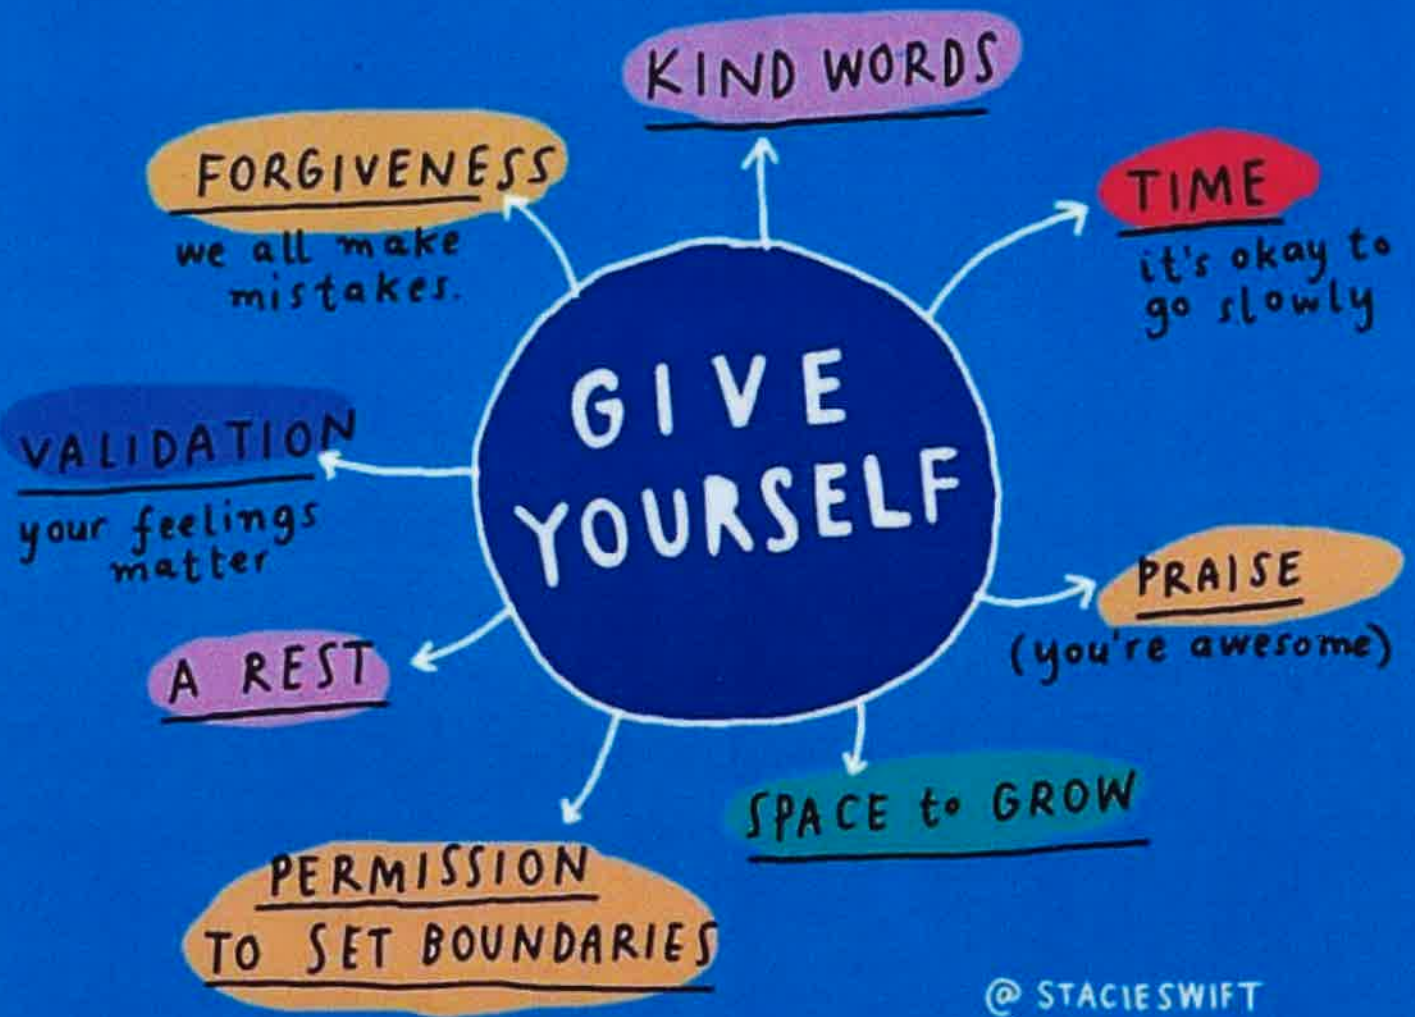 GIVE
YOURSELF
KIND WORDS
TIME
it's okay to
go slowly
PRAISE
(you're awesome)
SPACE to GROW
PERMISSION
TO SET BOUNDARIES
A REST
VALIDATION
your feelings
matter
FORGIVENESS
we all make
mistakes.
@STACIESWIFT